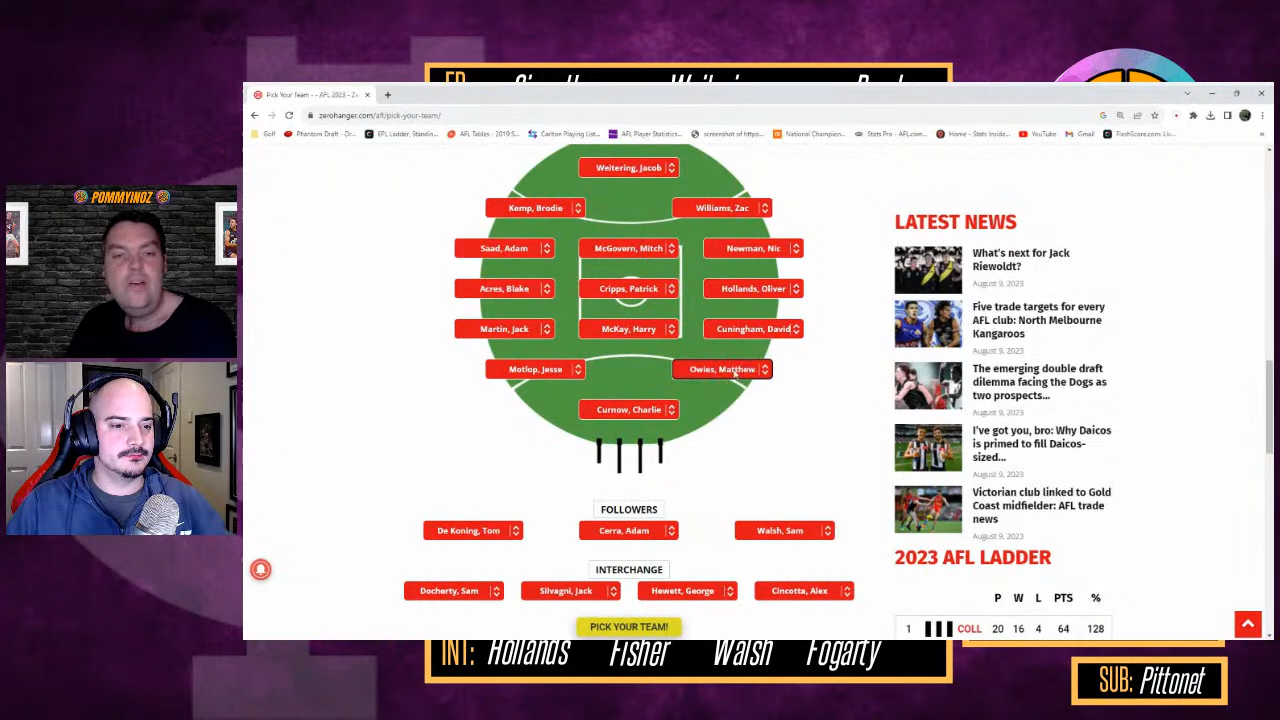 Pick Your Team - - AFL 2023 - Ze
zerohanger.com/afl/pick-your-team/
Golf
Phantom Draft - Dr...
EPL Ladder, Standin...
AFL Tables - 2019 S...
Carlton Playing List...
AFL Player Statistics...
screenshot of https...
National Champion...
Stats Pro - AFL.com...
Home – Stats Inside...
YouTube
Gmail
FlashScore.com: Liv...
Weitering, Jacob
Kemp, Brodie
Williams, Zac
Saad, Adam
McGovern, Mitch
Newman, Nic
Acres, Blake
Cripps, Patrick
Hollands, Oliver
Martin, Jack
McKay, Harry
Cuningham, David
Motlop, Jesse
Owies, Matthew
Curnow, Charlie
FOLLOWERS
De Koning, Tom
Cerra, Adam
Walsh, Sam
INTERCHANGE
Docherty, Sam
Silvagni, Jack
Hewett, George
Cincotta, Alex
PICK YOUR TEAM!
LATEST NEWS
What's next for Jack
Riewoldt?
August 9, 2023
Five trade targets for every
AFL club: North Melbourne
Kangaroos
August 9, 2023
The emerging double draft
dilemma facing the Dogs as
two prospects...
August 9, 2023
I've got you, bro: Why Daicos
is primed to fill Daicos-
sized...
August 9, 2023
Victorian club linked to Gold
Coast midfielder: AFL trade
news
August 9, 2023
2023 AFL LADDER
P W L PTS %
1 COLL 20 16 4 64 128
POMMYINOZ
INT: Hollands Fisher Walsh Fogarty
SUB: Pittonet